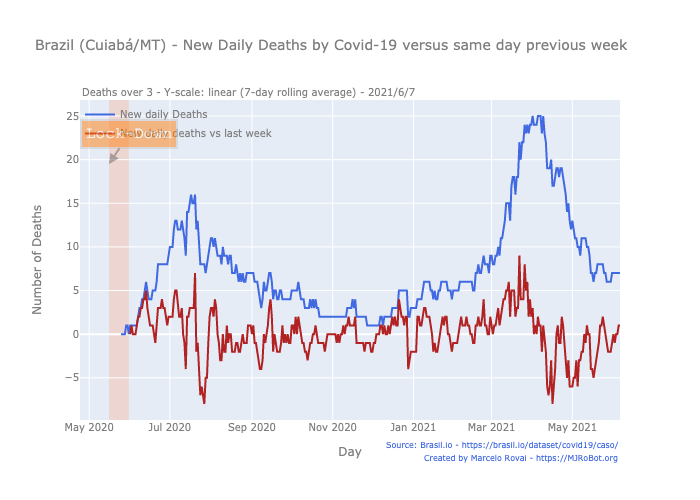 Brazil (Cuiabá/MT) - New Daily Deaths by Covid-19 versus same day previous week
Deaths over 3 - Y-scale: linear (7-day rolling average) - 2021/6/7
New daily Deaths
Lock Down
deaths vs last week
25
20
15
10
5
0
−5
Number of Deaths
May 2020
Jul 2020
Sep 2020
Nov 2020
Jan 2021
Mar 2021
May 2021
Day
Source: Brasil.io - https://brasil.io/dataset/covid19/caso/
Created by Marcelo Rovai - https://MJRoBot.org